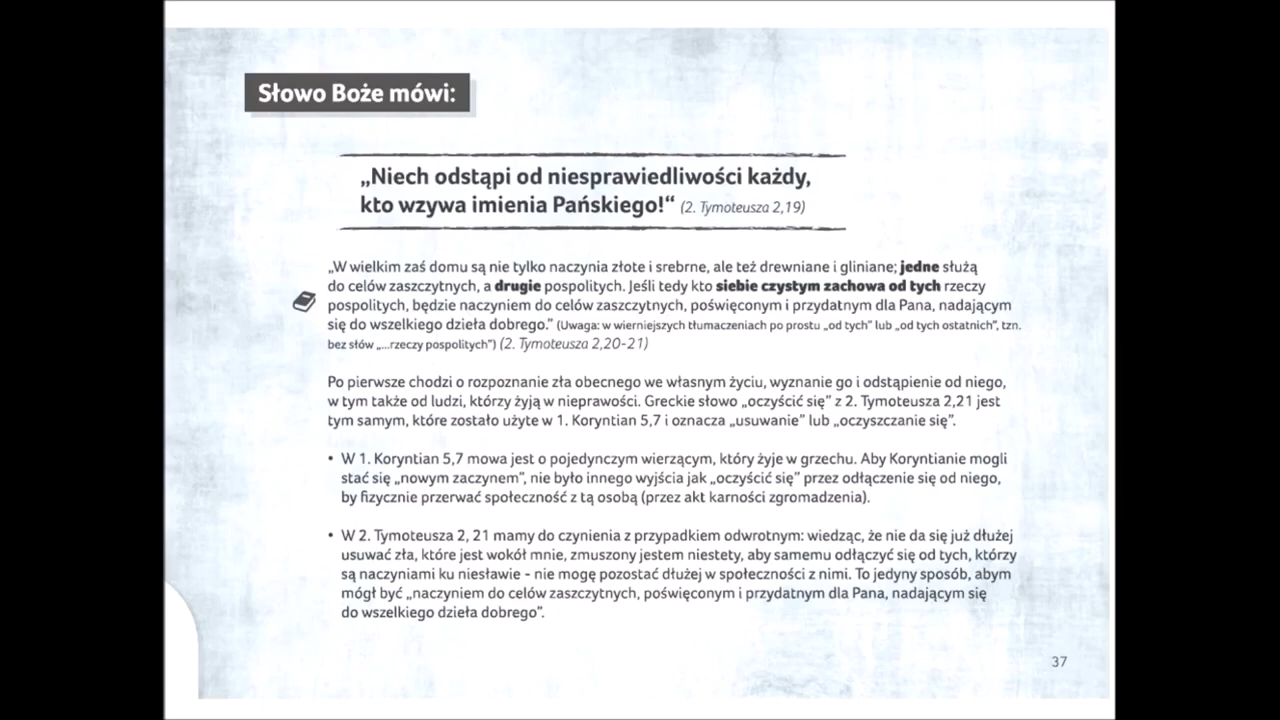 Słowo Boże mówi:
„Niech odstąpi od niesprawiedliwości każdy,
kto wzywa imienia Pańskiego!“ (2. Tymoteusza 2,19)
„W wielkim zaś domu są nie tylko naczynia złote i srebrne, ale też drewniane i gliniane; jedne służą
do celów zaszczytnych, a drugie pospolitych. Jeśli tedy kto siebie czystym zachowa od tych rzeczy
pospolitych, będzie naczyniem do celów zaszczytnych, poświęconym i przydatnym dla Pana, nadającym
się do wszelkiego dzieła dobrego.” (Uwaga: w wierniejszych tłumaczeniach po prostu „od tych” lub „od tych ostatnich”, tzn.
bez słów „...rzeczy pospolitych”) (2. Tymoteusza 2,20-21)
Po pierwsze chodzi o rozpoznanie zła obecnego we własnym życiu, wyznanie go i odstąpienie od niego,
w tym także od ludzi, którzy żyją w nieprawości. Greckie słowo „oczyścić się” z 2. Tymoteusza 2,21 jest
tym samym, które zostało użyte w 1. Koryntian 5,7 i oznacza „usuwanie” lub „oczyszczanie się”.
• W 1. Koryntian 5,7 mowa jest o pojedynczym wierzącym, który żyje w grzechu. Aby Koryntianie mogli
stać się „nowym zaczynem”, nie było innego wyjścia jak „oczyścić się” przez odłączenie się od niego,
by fizycznie przerwać społeczność z tą osobą (przez akt karności zgromadzenia).
• W 2. Tymoteusza 2, 21 mamy do czynienia z przypadkiem odwrotnym: wiedząc, że nie da się już dłużej
usuwać zła, które jest wokół mnie, zmuszony jestem niestety, aby samemu odłączyć się od tych, którzy
są naczyniami ku niesławie - nie mogę pozostać dłużej w społeczności z nimi. To jedyny sposób, abym
mógł być „naczyniem do celów zaszczytnych, poświęconym i przydatnym dla Pana, nadającym się
do wszelkiego dzieła dobrego”.
37